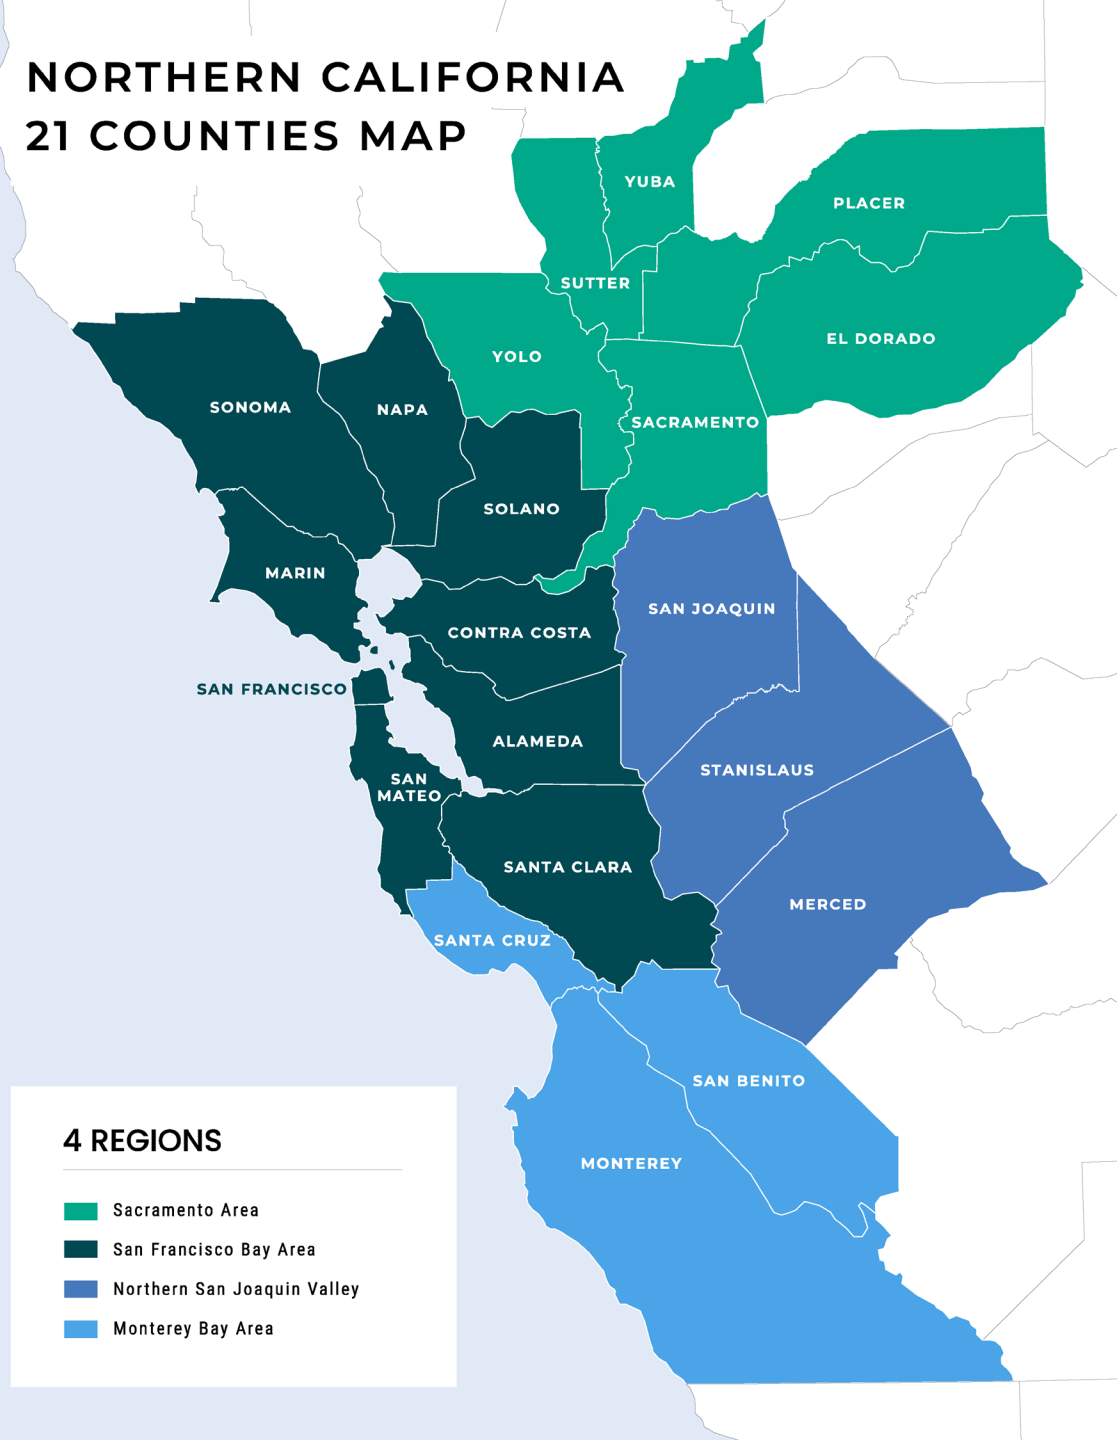 NORTHERN CALIFORNIA
21 COUNTIES MAP
YUBA
PLACER
SUTTER
EL DORADO
YOLO
SONOMA
NAPA
SACRAMENTO
SOLANO
MARIN
SAN JOAQUIN
CONTRA COSTA
SAN FRANCISCO
ALAMEDA
STANISLAUS
SAN
MATEO
SANTA CLARA
MERCED
SANTA CRUZ
SAN BENITO
MONTEREY
4 REGIONS
Sacramento Area
San Francisco Bay Area
Northern San Joaquin Valley
Monterey Bay Area